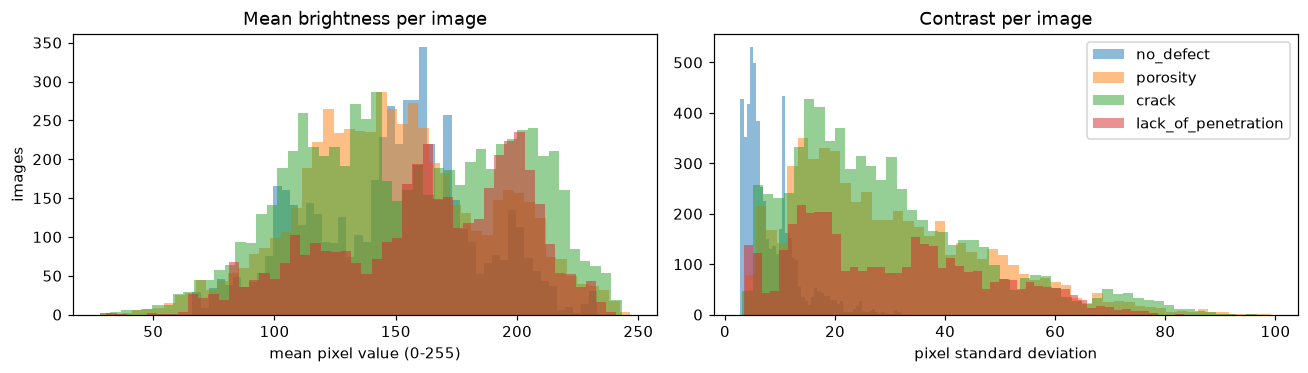 Mean brightness per image
images
350
300
250
200
150
100
50
0
50
100
150
200
250
mean pixel value (0-255)
Contrast per image
500
400
300
200
100
0
0
20
40
60
80
100
pixel standard deviation
no_defect
porosity
crack
lack_of_penetration